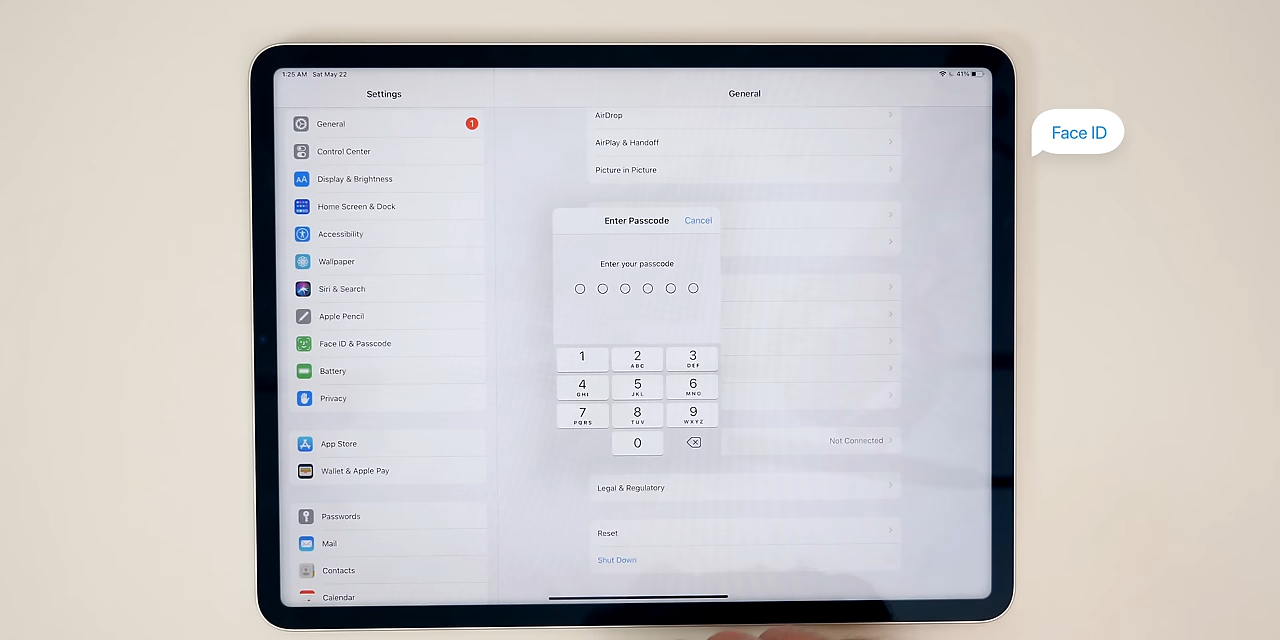 1:25 AM Sat May 22
41%
Settings
General
General
1
Control Center
Display & Brightness
Home Screen & Dock
Accessibility
Wallpaper
Siri & Search
Apple Pencil
Face ID & Passcode
Battery
Privacy
App Store
Wallet & Apple Pay
Passwords
Mail
Contacts
Calendar
AirDrop
AirPlay & Handoff
Picture in Picture
Enter Passcode
Cancel
Enter your passcode
1
2 ABC
3 DEF
4 GHI
5 JKL
6 MNO
7 PQRS
8 TUV
9 WXYZ
0
Not Connected
Legal & Regulatory
Reset
Shut Down
Face ID